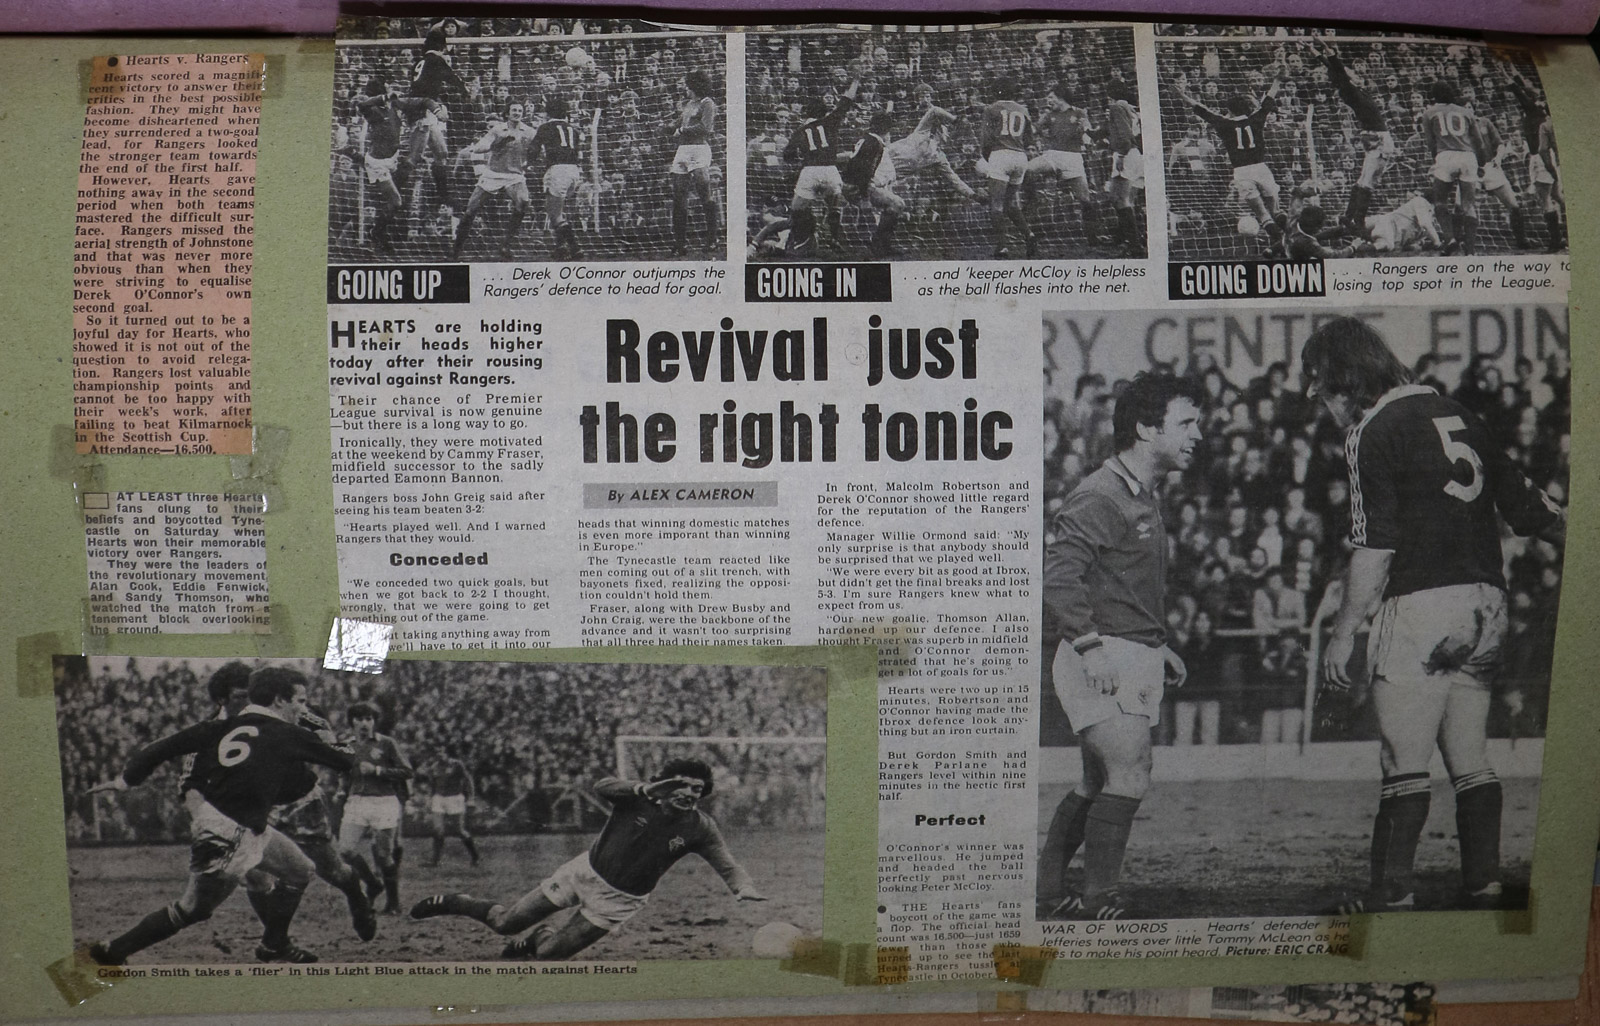 ● Hearts v. Rangers
Hearts scored a magnifi-
cent victory to answer their
critics in the best possible
fashion. They might have
become disheartened when
they surrendered a two-goal
lead, for Rangers looked
the stronger team towards
the end of the first half.
However, Hearts gave
nothing away in the second
period when both teams
mastered the difficult sur-
face. Rangers missed the
aerial strength of Johnstone
and that was never more
obvious than when they
were striving to equalise
Derek O'Connor's own
second goal.
So it turned out to be a
joyful day for Hearts, who
showed it is not out of the
question to avoid relega-
tion. Rangers lost valuable
championship points and
cannot be too happy with
their week's work, after
failing to beat Kilmarnock
in the Scottish Cup.
Attendance—16,500.
AT LEAST three Hearts
fans clung to their
beliefs and boycotted Tyne-
castle on Saturday when
Hearts won their memorable
victory over Rangers.
They were the leaders of
the revolutionary movement,
Alan Cook, Eddie Fenwick,
and Sandy Thomson, who
watched the match from a
tenement block overlooking
the ground.
9
11
11
10
11
10
GOING UP
. . . Derek O'Connor outjumps the
Rangers' defence to head for goal.
GOING IN
. . . and 'keeper McCloy is helpless
as the ball flashes into the net.
GOING DOWN
. . . Rangers are on the way to
losing top spot in the League.
Revival just
the right tonic
By ALEX CAMERON
HEARTS are holding
their heads higher
today after their rousing
revival against Rangers.
Their chance of Premier
League survival is now genuine
—but there is a long way to go.
Ironically, they were motivated
at the weekend by Cammy Fraser,
midfield successor to the sadly
departed Eamonn Bannon.
Rangers boss John Greig said after
seeing his team beaten 3-2:
"Hearts played well. And I warned
Rangers that they would.
Conceded
"We conceded two quick goals, but
when we got back to 2-2 I thought,
wrongly, that we were going to get
something out of the game.
taking anything away from
we'll have to get it into our
heads that winning domestic matches
is even more imporant than winning
in Europe."
The Tynecastle team reacted like
men coming out of a slit trench, with
bayonets fixed, realizing the opposi-
tion couldn't hold them.
Fraser, along with Drew Busby and
John Craig, were the backbone of the
advance and it wasn't too surprising
that all three had their names taken.
In front, Malcolm Robertson and
Derek O'Connor showed little regard
for the reputation of the Rangers'
defence.
Manager Willie Ormond said: "My
only surprise is that anybody should
be surprised that we played well.
"We were every bit as good at Ibrox,
but didn't get the final breaks and lost
5-3. I'm sure Rangers knew what to
expect from us.
"Our new goalie, Thomson Allan,
hardened up our defence. I also
thought Fraser was superb in midfield
and O'Connor demon-
strated that he's going to
get a lot of goals for us."
Hearts were two up in 15
minutes, Robertson and
O'Connor having made the
Ibrox defence look any-
thing but an iron curtain.
But Gordon Smith and
Derek Parlane had
Rangers level within nine
minutes in the hectic first
half.
Perfect
O'Connor's winner was
marvellous. He jumped
and headed the ball
perfectly past nervous
looking Peter McCloy.
● THE Hearts' fans
boycott of the game was
a flop. The official head
count was 16,500—just 1659
fewer than those who
turned up to see the last
Hearts-Rangers tussle at
Tynecastle in October.
RY CENTRE EDIN
5
WAR OF WORDS . . . Hearts' defender Jim
Jefferies towers over little Tommy McLean as he
tries to make his point heard. Picture: ERIC CRAIG
6
Gordon Smith takes a 'flier' in this Light Blue attack in the match against Hearts